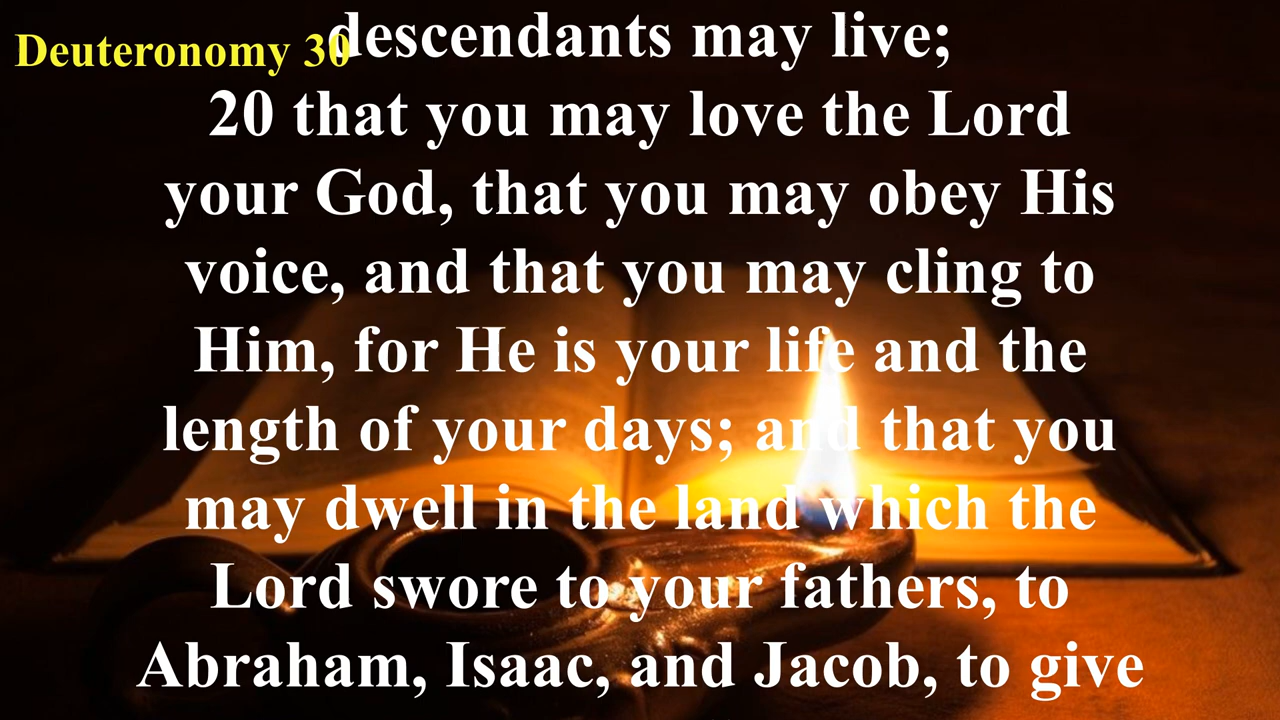 Deuteronomy 30
descendants may live;
20 that you may love the Lord
your God, that you may obey His
voice, and that you may cling to
Him, for He is your life and the
length of your days; and that you
may dwell in the land which the
Lord swore to your fathers, to
Abraham, Isaac, and Jacob, to give